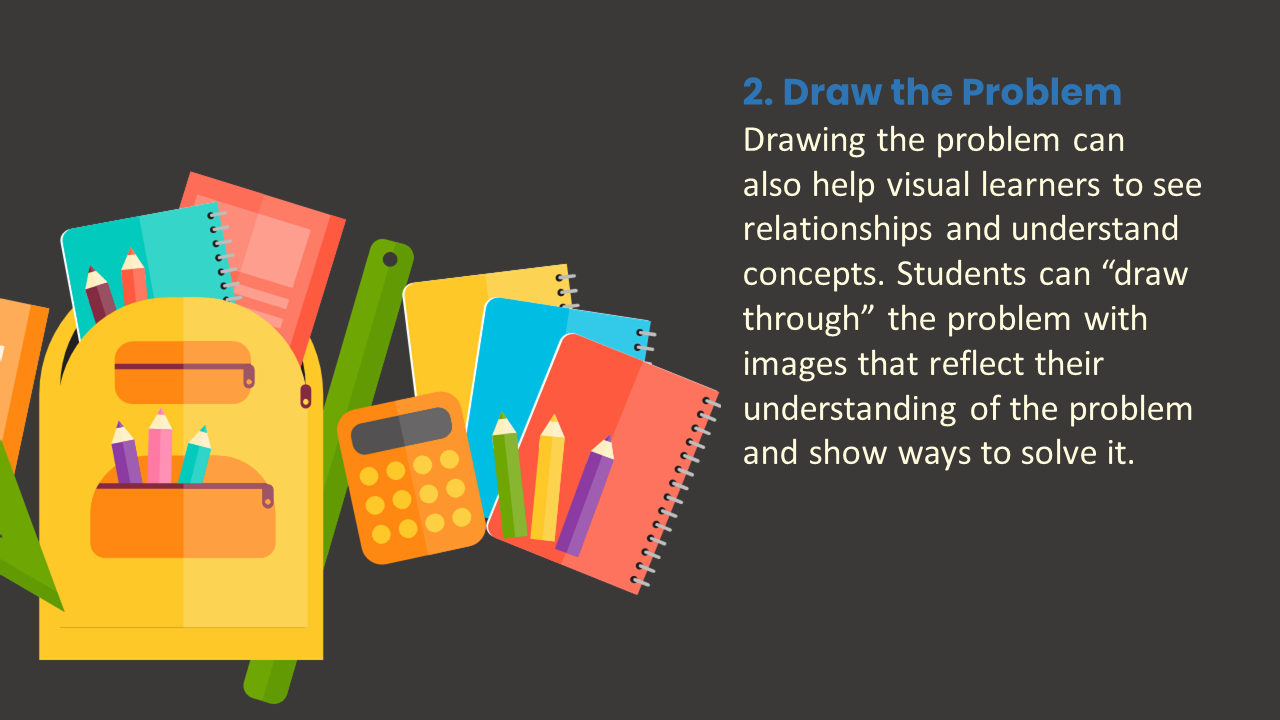 2. Draw the Problem
Drawing the problem can
also help visual learners to see
relationships and understand
concepts. Students can “draw
through” the problem with
images that reflect their
understanding of the problem
and show ways to solve it.